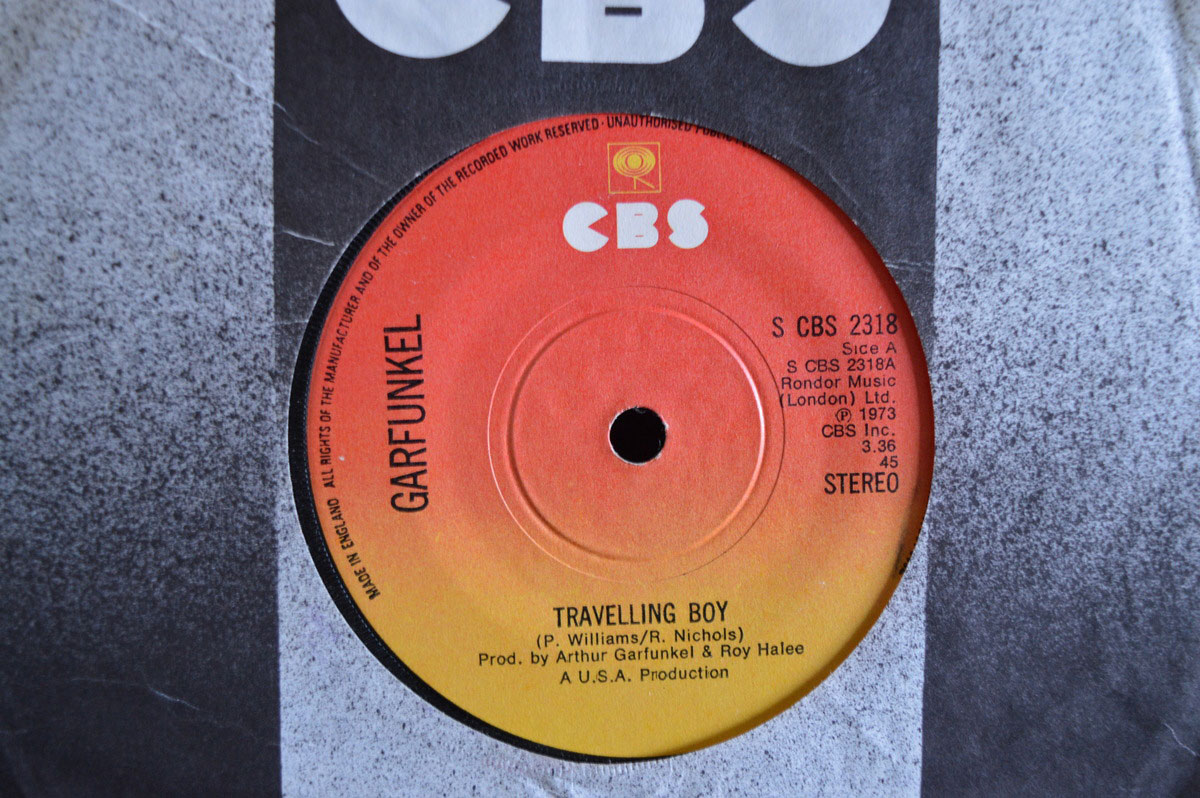 CBS
MADE IN ENGLAND ALL RIGHTS OF THE MANUFACTURER AND OF THE OWNER OF THE RECORDED WORK RESERVED · UNAUTHORISED
CBS
GARFUNKEL
S CBS 2318
Side A
S CBS 2318A
Rondor Music
(London) Ltd.
℗ 1973
CBS Inc.
3.36
45
STEREO
TRAVELLING BOY
(P. Williams/R. Nichols)
Prod. by Arthur Garfunkel & Roy Halee
A U.S.A. Production